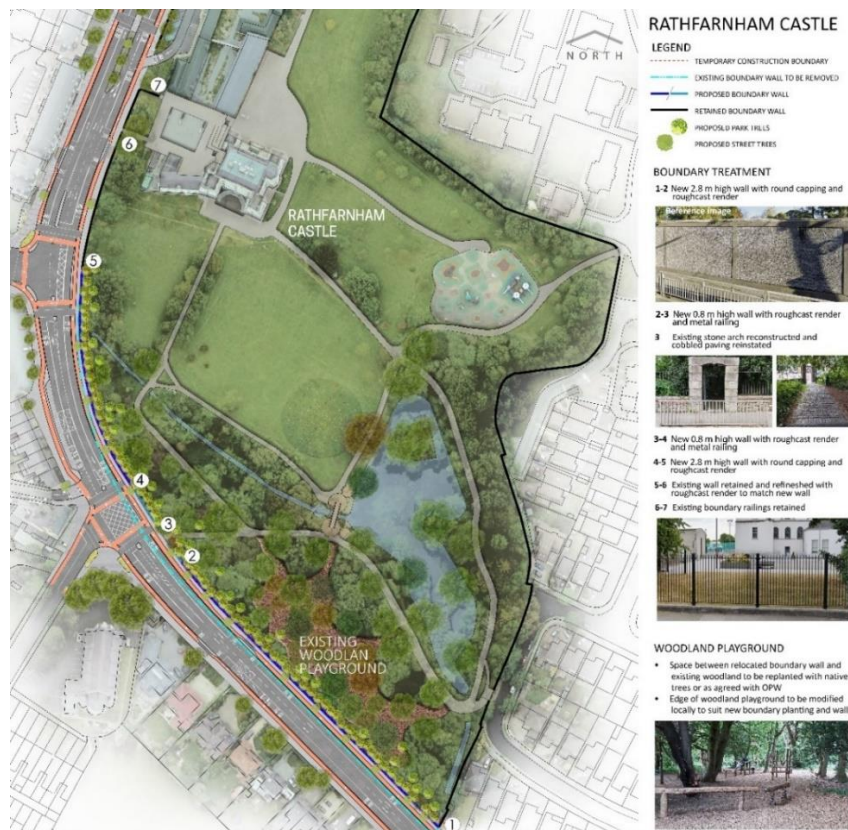 RATHFARNHAM CASTLE
LEGEND
TEMPORARY CONSTRUCTION BOUNDARY
EXISTING BOUNDARY WALL TO BE REMOVED
PROPOSED BOUNDARY WALL
RETAINED BOUNDARY WALL
PROPOSED PARK TREES
PROPOSED STREET TREES
BOUNDARY TREATMENT
1-2 New 2.8 m high wall with round capping and
roughcast render
Reference image
2-3 New 0.8 m high wall with roughcast render
and metal railing
3 Existing stone arch reconstructed and
cobbled paving reinstated
3-4 New 0.8 m high wall with roughcast render
and metal railing
4-5 New 2.8 m high wall with round capping and
roughcast render
5-6 Existing wall retained and refineshed with
roughcast render to match new wall
6-7 Existing boundary railings retained
WOODLAND PLAYGROUND
• Space between relocated boundary wall and
existing woodland to be replanted with native
trees or as agreed with OPW
• Edge of woodland playground to be modified
locally to suit new boundary planting and wall
NORTH
7
6
RATHFARNHAM
CASTLE
5
4
3
2
EXISTING
WOODLAN
PLAYGROUND
1